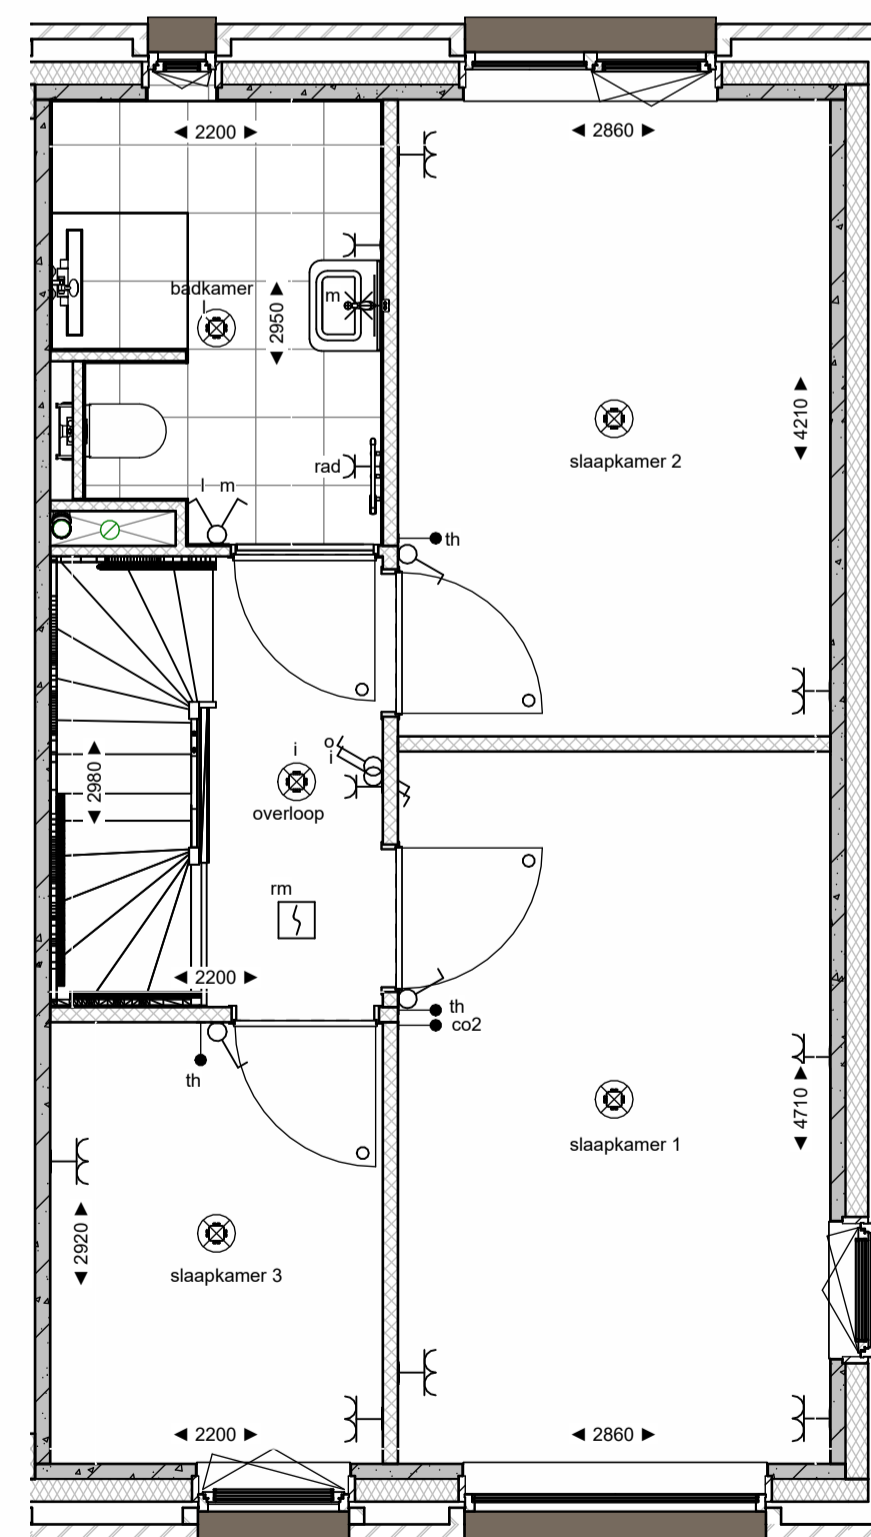 2200
2860
badkamer
l
m
2950
4210
slaapkamer 2
rad
l m
th
i
o
i
2980
overloop
rm
2200
th
co2
th
4710
slaapkamer 1
2920
slaapkamer 3
2200
2860